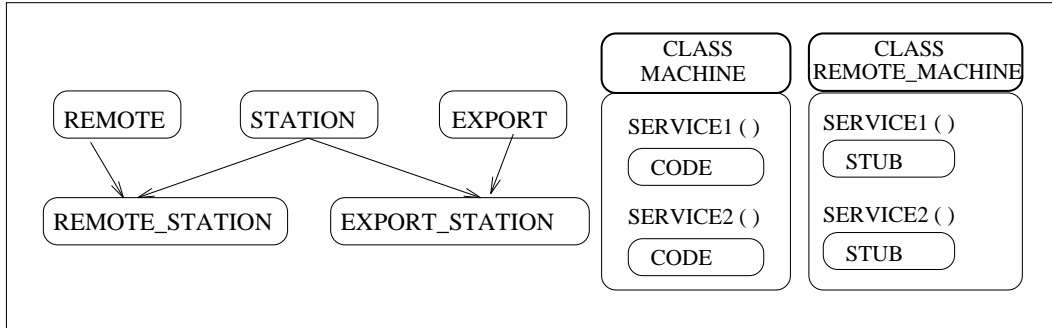 REMOTE
STATION
EXPORT
REMOTE_STATION
EXPORT_STATION
CLASS
MACHINE
SERVICE1 ( )
CODE
SERVICE2 ( )
CODE
CLASS
REMOTE_MACHINE
SERVICE1 ( )
STUB
SERVICE2 ( )
STUB